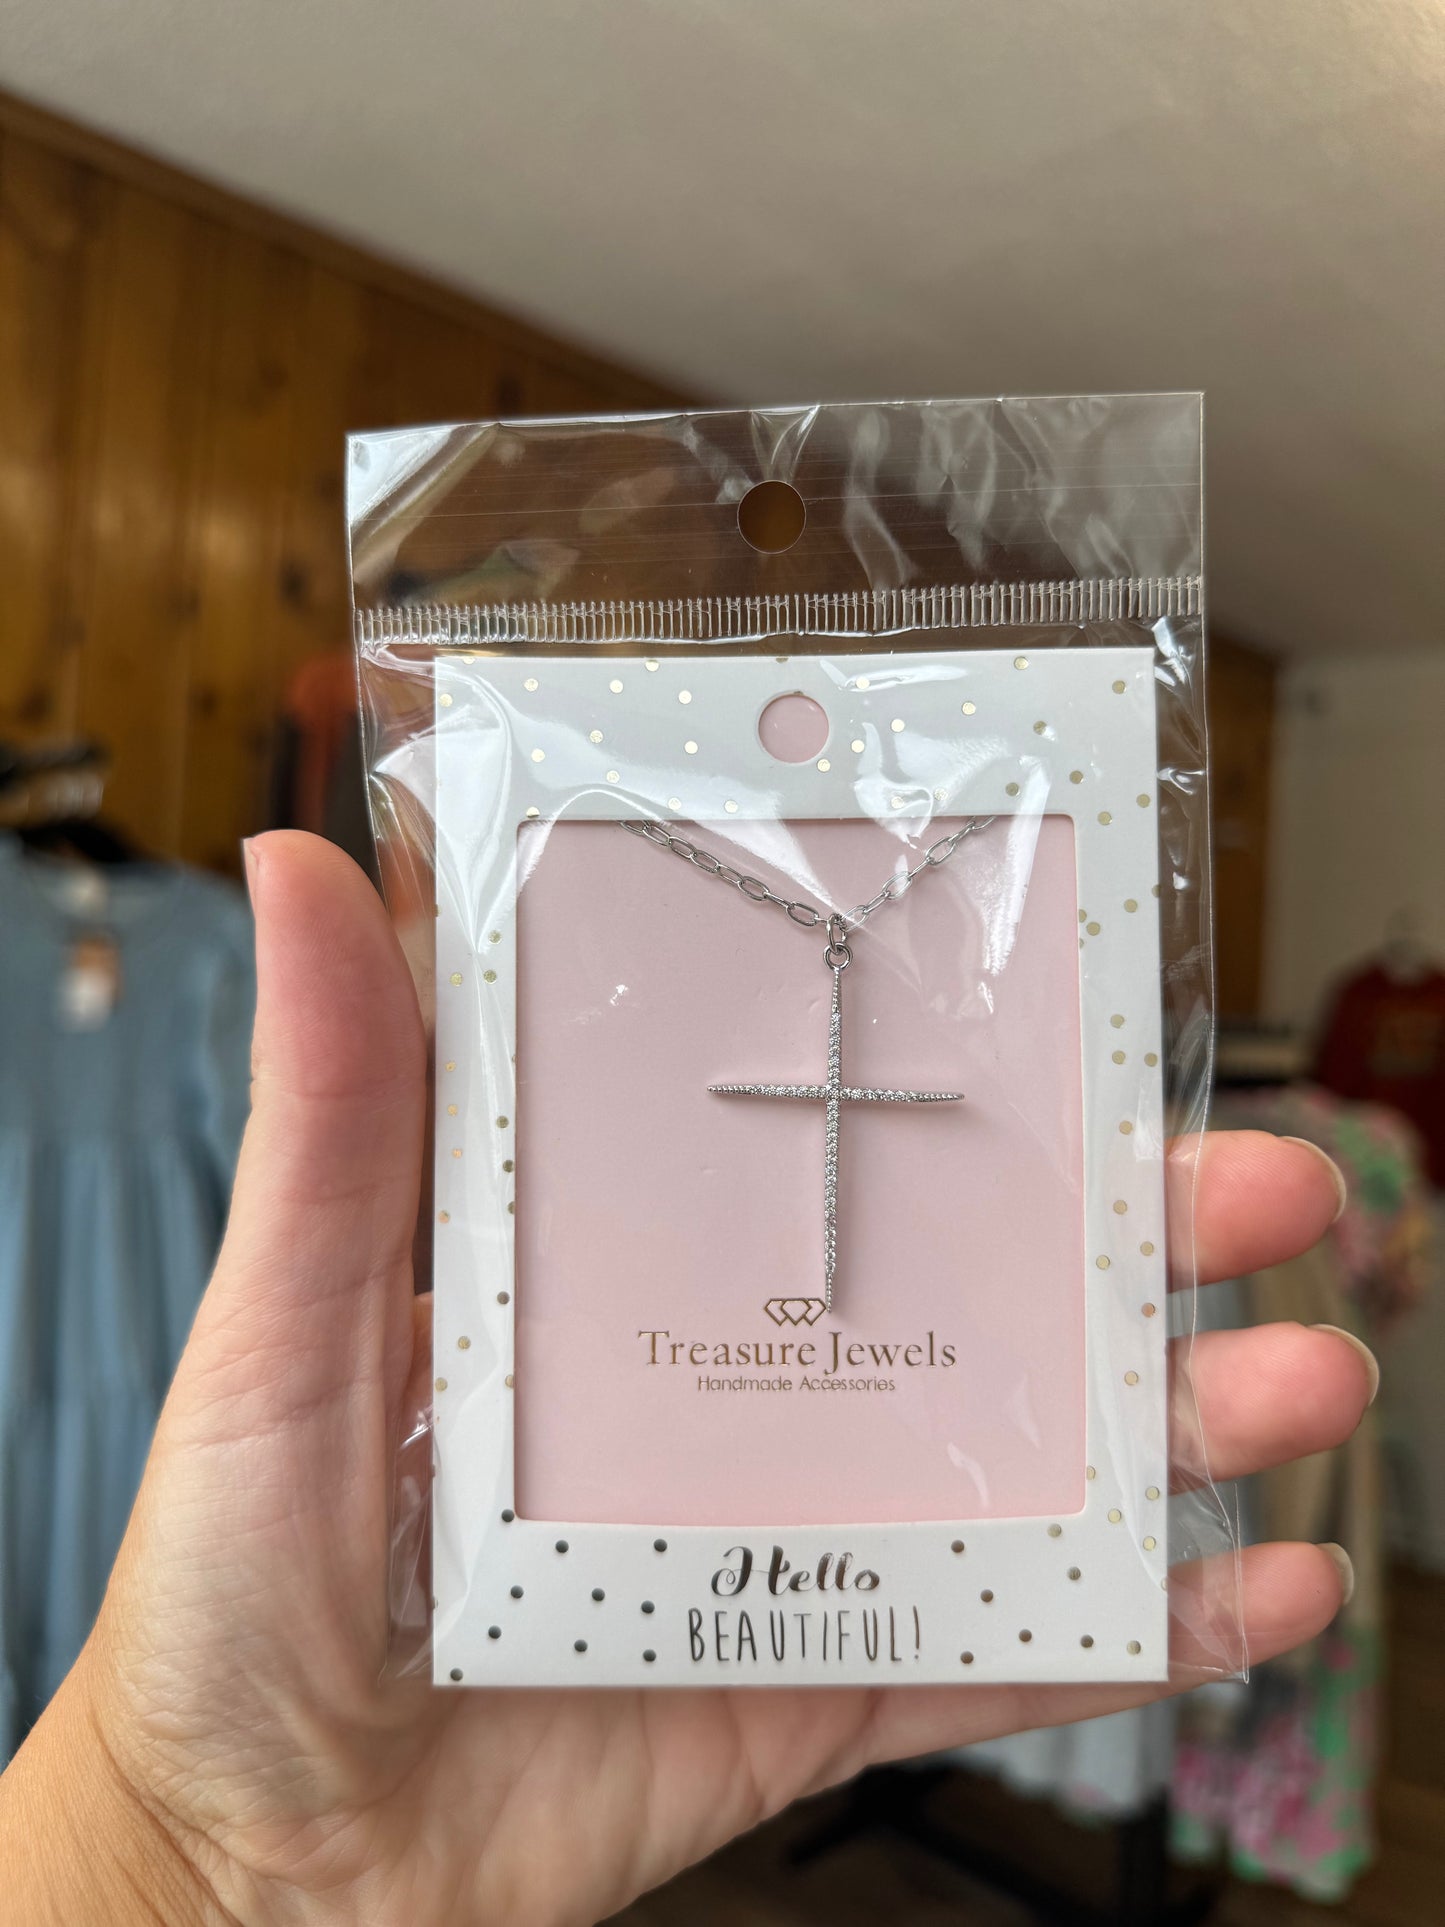 Treasure Jewels
Handmade Accessories
Hello
BEAUTIFUL!